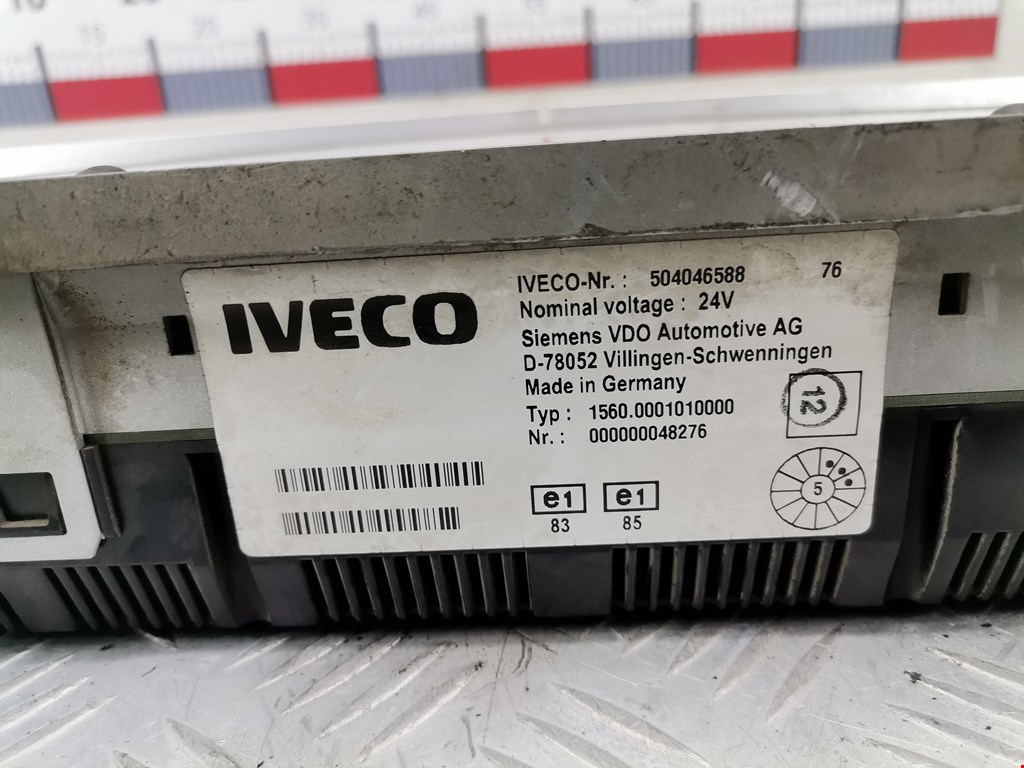 IVECO
IVECO-Nr. : 504046588 76
Nominal voltage : 24V
Siemens VDO Automotive AG
D-78052 Villingen-Schwenningen
Made in Germany
Typ : 1560.0001010000
Nr. : 000000048276
12
e1 e1
83 85
5